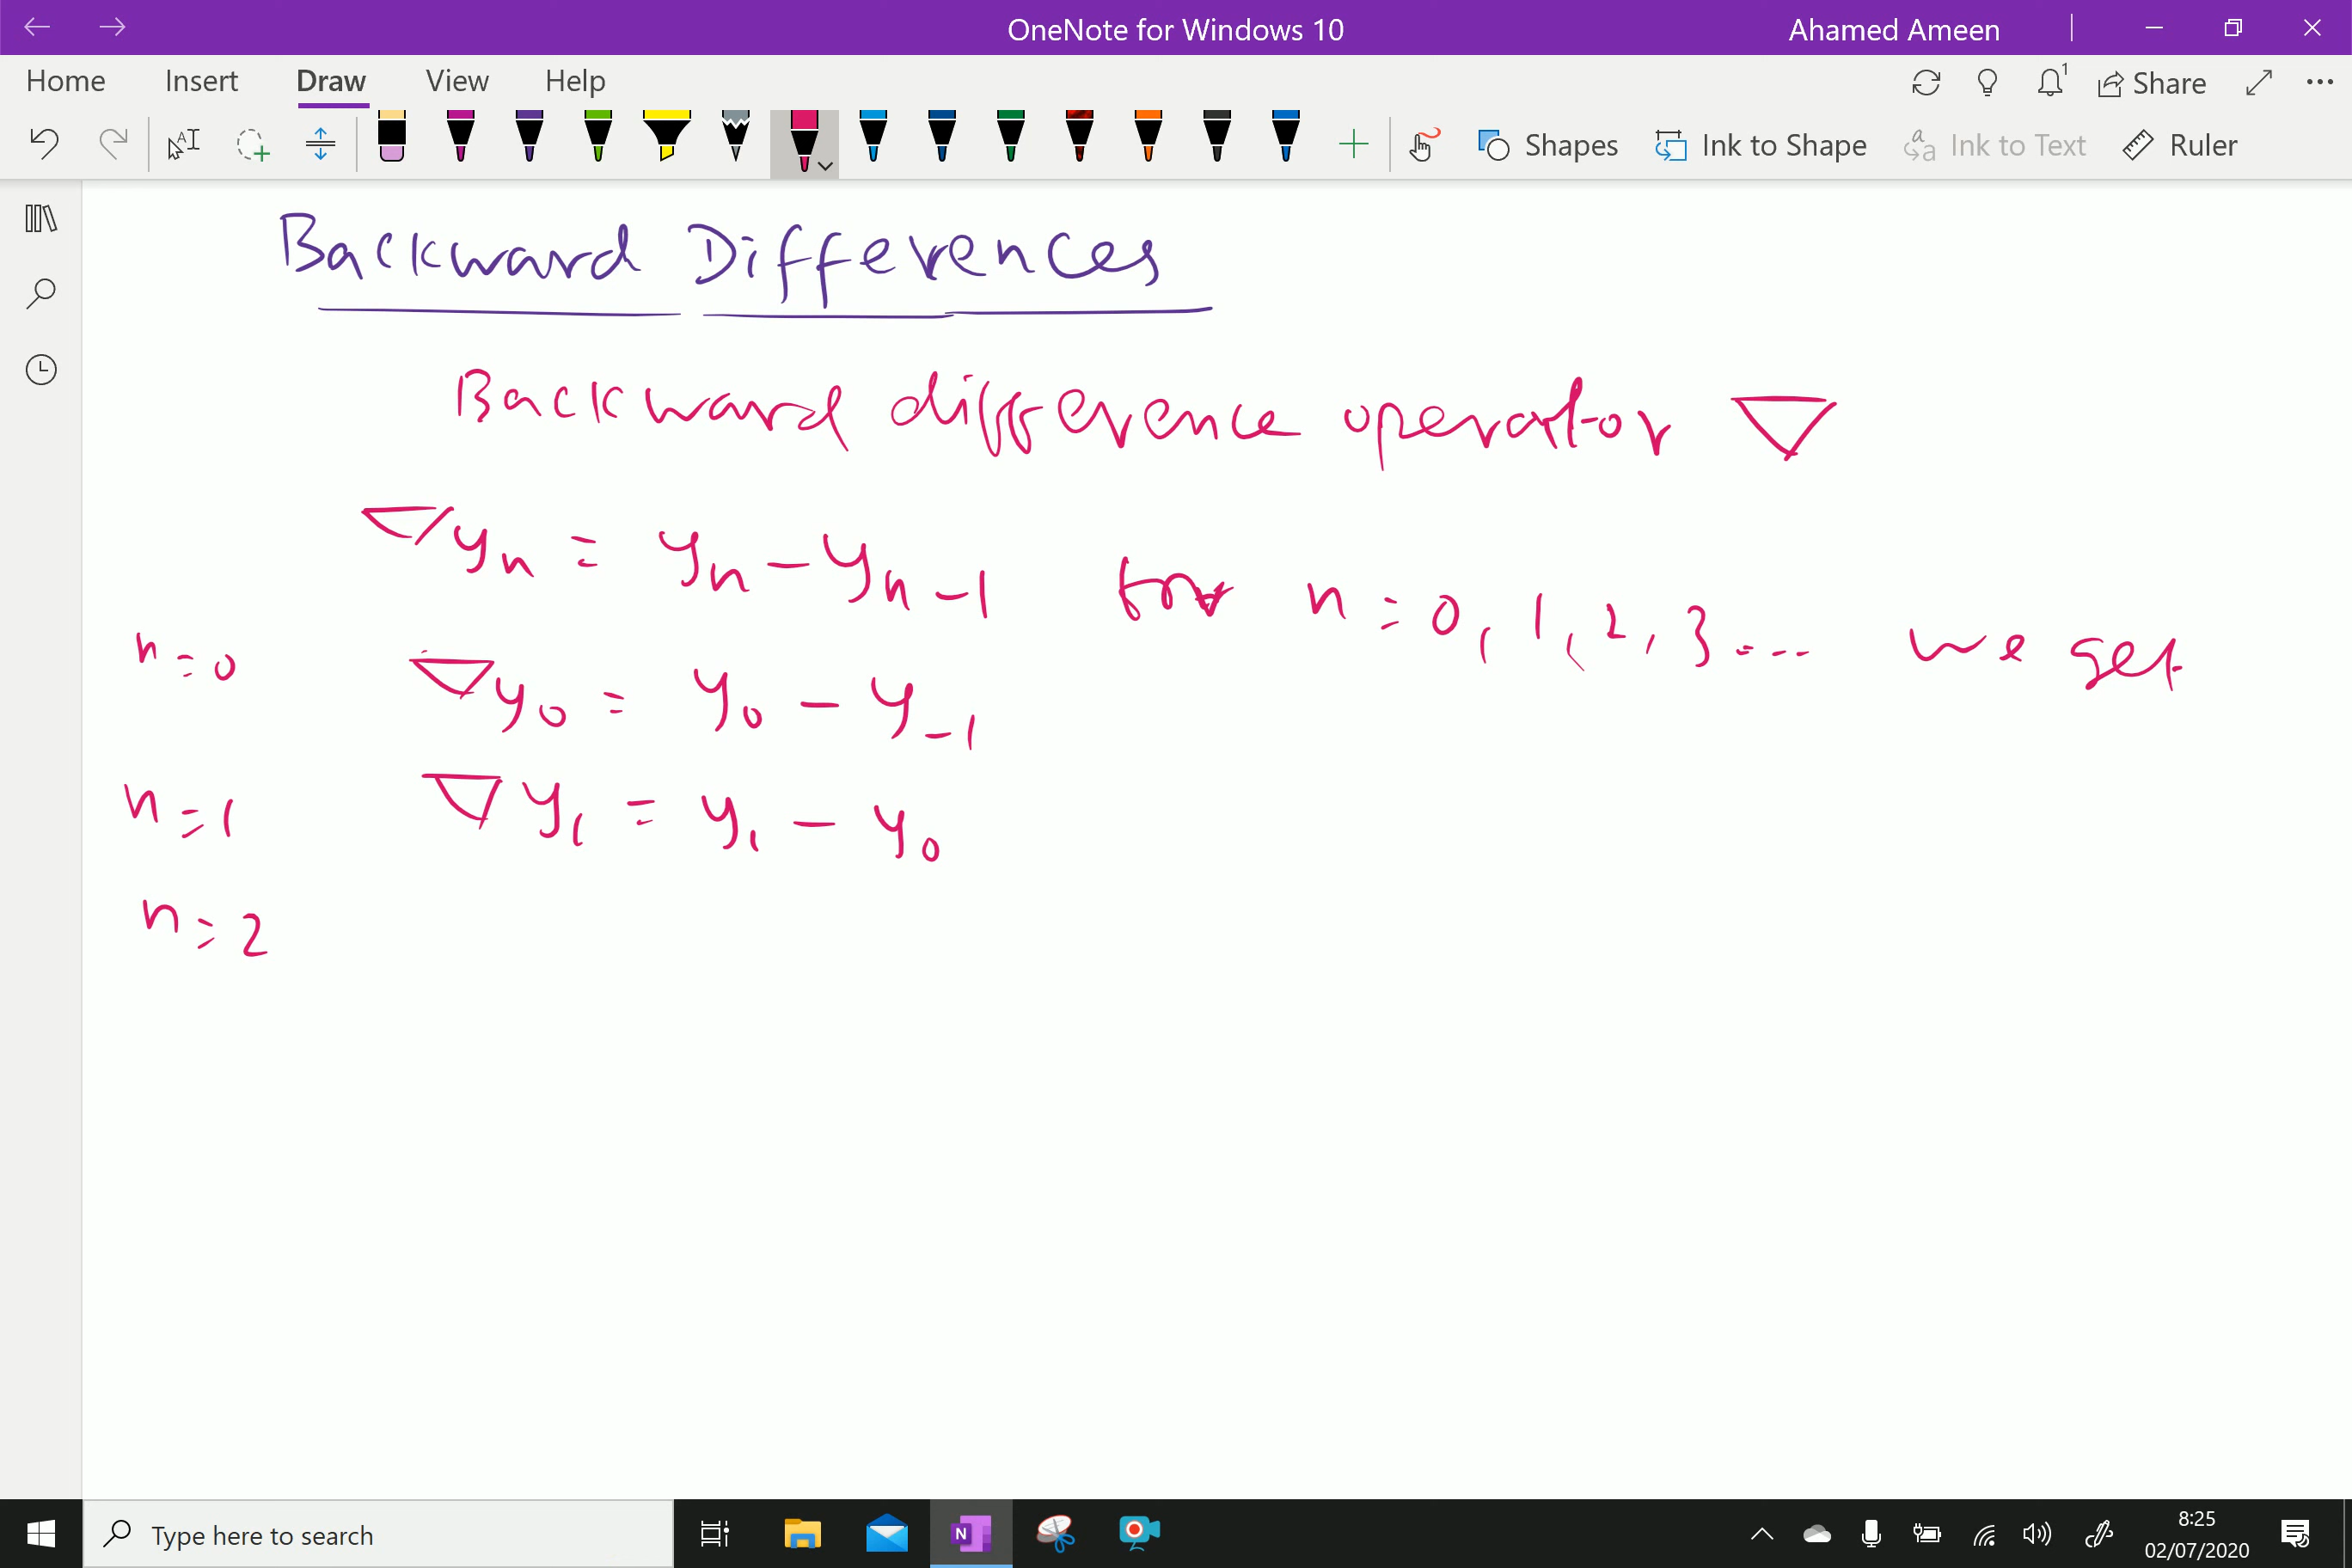 OneNote for Windows 10
Ahamed Ameen
Home Insert Draw View Help
1
Share
Shapes Ink to Shape Ink to Text Ruler
Backward Differences
Backward difference operator ∇
∇yₙ = yₙ - yₙ₋₁ for n = 0, 1, 2, 3 .... we get
n = 0 ∇y₀ = y₀ - y₋₁
n = 1 ∇y₁ = y₁ - y₀
n = 2
Type here to search
8:25
02/07/2020